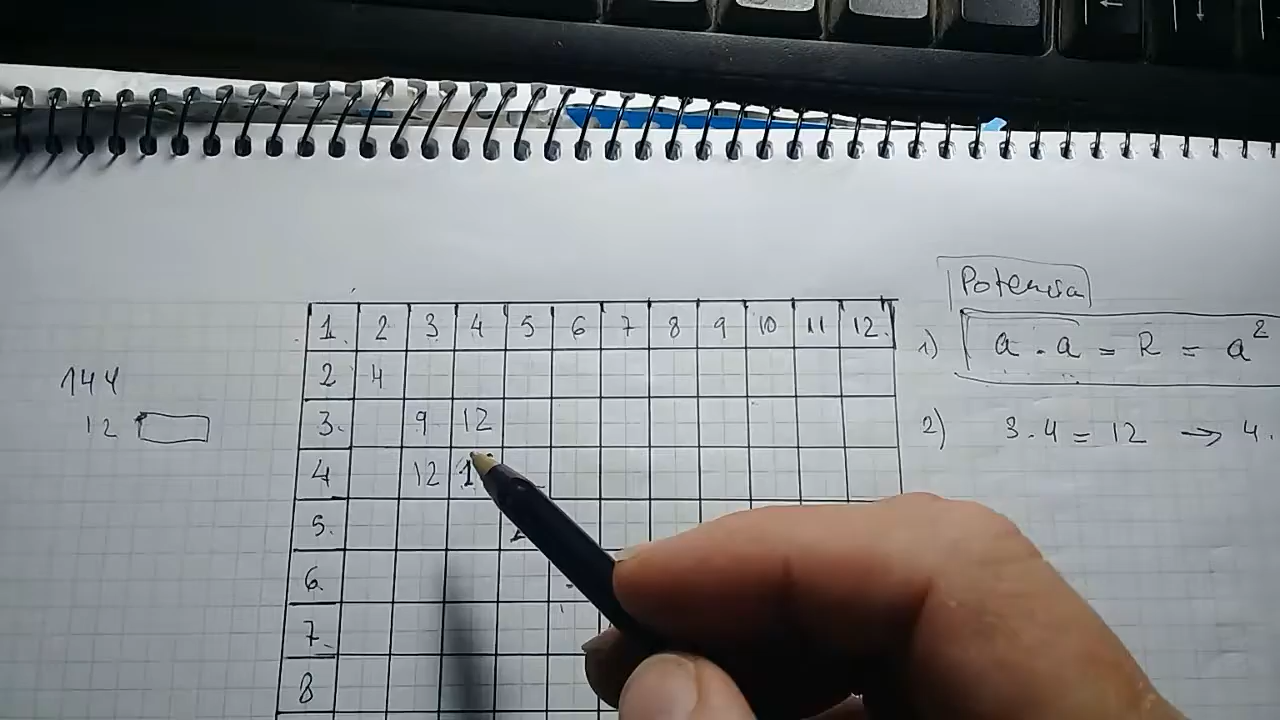 Potencia
1. 2 3 4 5 6 7 8 9 10 11 12.
1) a . a = R = a²
144
2 4
12
3. 9 12
2) 3.4 = 12 → 4.
4 12
5.
6.
7.
8